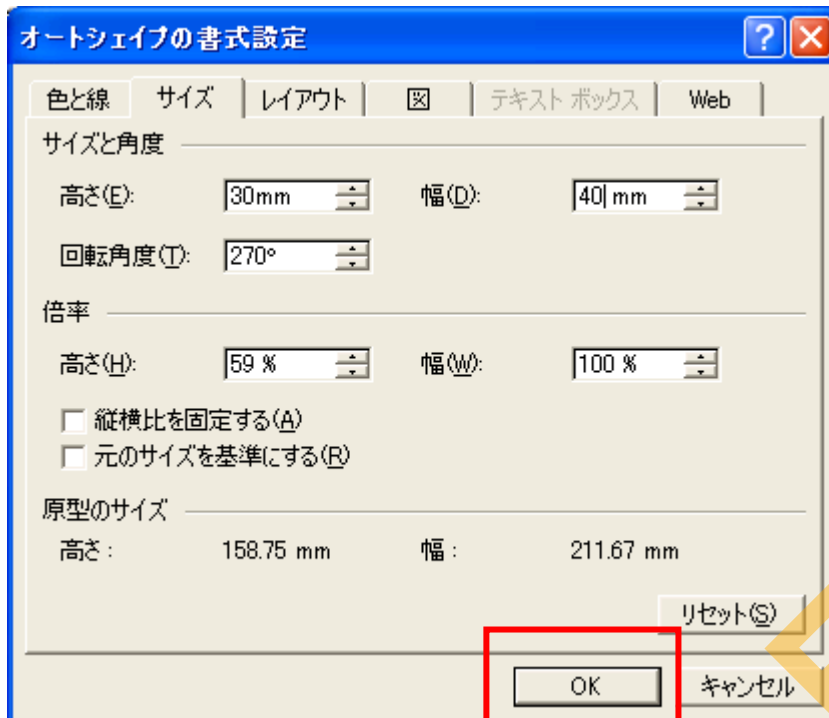 オートシェイプの書式設定
色と線 サイズ レイアウト 図 テキスト ボックス Web
サイズと角度
高さ(E): 30mm 幅(D): 40 mm
回転角度(T): 270°
倍率
高さ(H): 59 % 幅(W): 100 %
縦横比を固定する(A)
元のサイズを基準にする(R)
原型のサイズ
高さ： 158.75 mm 幅： 211.67 mm
リセット(S)
OK キャンセル